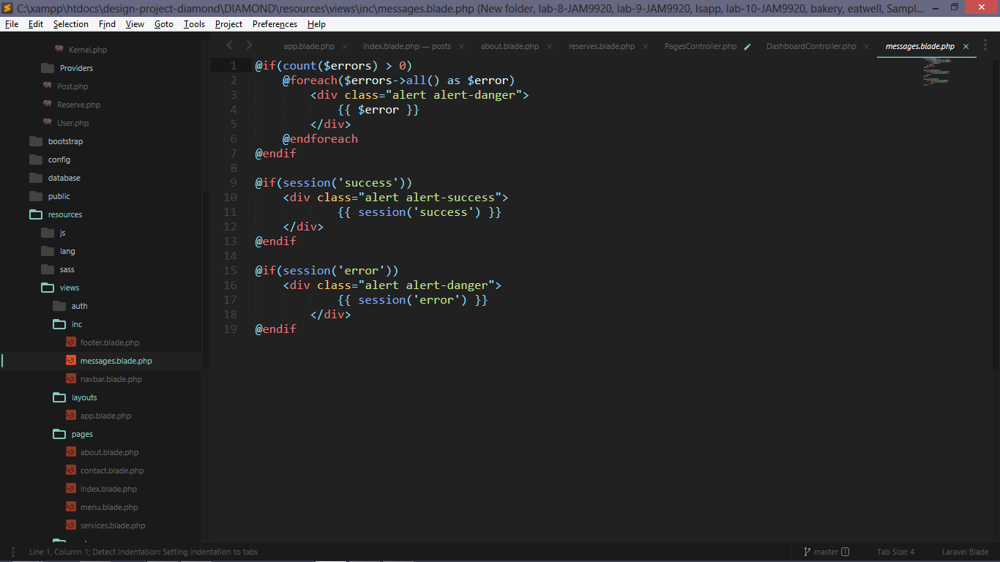 C:\xampp\htdocs\design-project-diamond\DIAMOND\resources\views\inc\messages.blade.php (New folder, lab-8-JAM9920, lab-9-JAM9920, lsapp, lab-10-JAM9920, bakery, eatwell, Sampl...
File Edit Selection Find View Goto Tools Project Preferences Help
app.blade.php index.blade.php — posts about.blade.php reserves.blade.php PagesController.php DashboardController.php messages.blade.php
Kernel.php
Providers
Post.php
Reserve.php
User.php
bootstrap
config
database
public
resources
js
lang
sass
views
auth
inc
footer.blade.php
messages.blade.php
navbar.blade.php
layouts
app.blade.php
pages
about.blade.php
contact.blade.php
index.blade.php
menu.blade.php
services.blade.php
1 @if(count($errors) > 0)
2     @foreach($errors->all() as $error)
3         <div class="alert alert-danger">
4             {{ $error }}
5         </div>
6     @endforeach
7 @endif
8
9 @if(session('success'))
10     <div class="alert alert-success">
11             {{ session('success') }}
12     </div>
13 @endif
14
15 @if(session('error'))
16     <div class="alert alert-danger">
17             {{ session('error') }}
18         </div>
19 @endif
Line 1, Column 1; Detect Indentation: Setting indentation to tabs master 1 Tab Size: 4 Laravel Blade